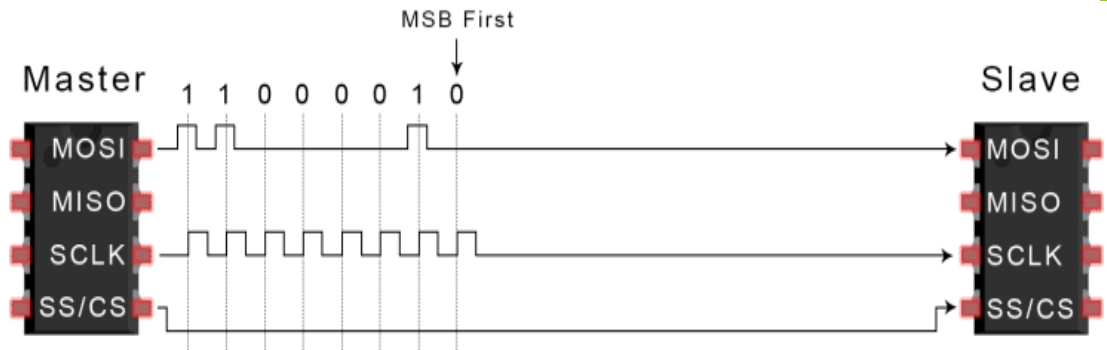 MSB First
Master
Slave
1 1 0 0 0 0 1 0
MOSI
MISO
SCLK
SS/CS
MOSI
MISO
SCLK
SS/CS